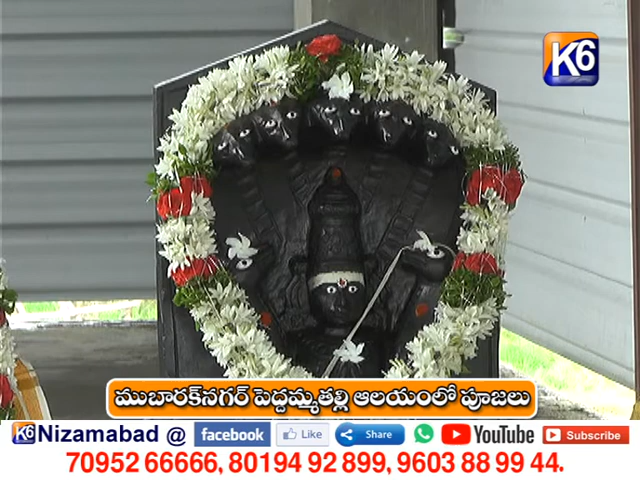 K6
ముబారక్‌నగర్ పెద్దమ్మతల్లి ఆలయంలో పూజలు
K6 Nizamabad @ facebook Like Share YouTube Subscribe
70952 66666, 80194 92 899, 9603 88 99 44.